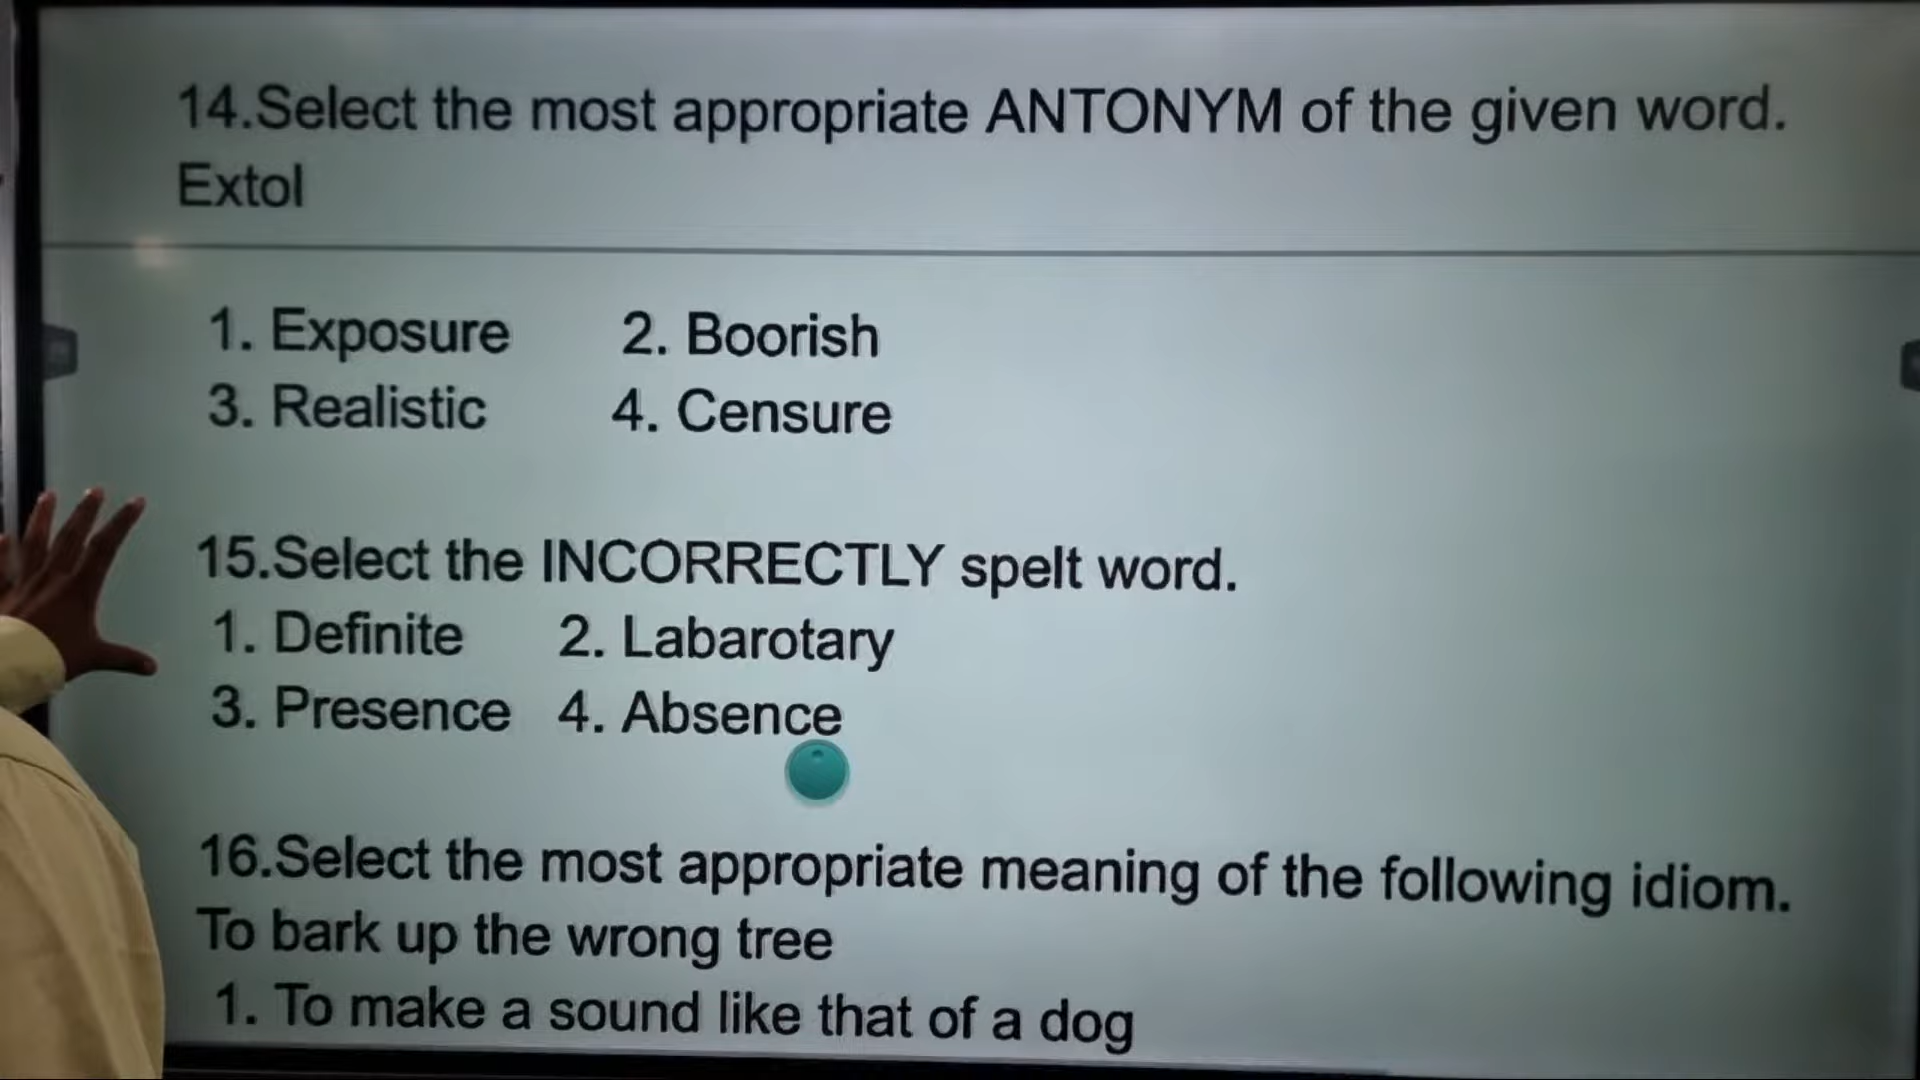 14.Select the most appropriate ANTONYM of the given word.
Extol
1. Exposure 2. Boorish
3. Realistic 4. Censure
15.Select the INCORRECTLY spelt word.
1. Definite 2. Labarotary
3. Presence 4. Absence
16.Select the most appropriate meaning of the following idiom.
To bark up the wrong tree
1. To make a sound like that of a dog